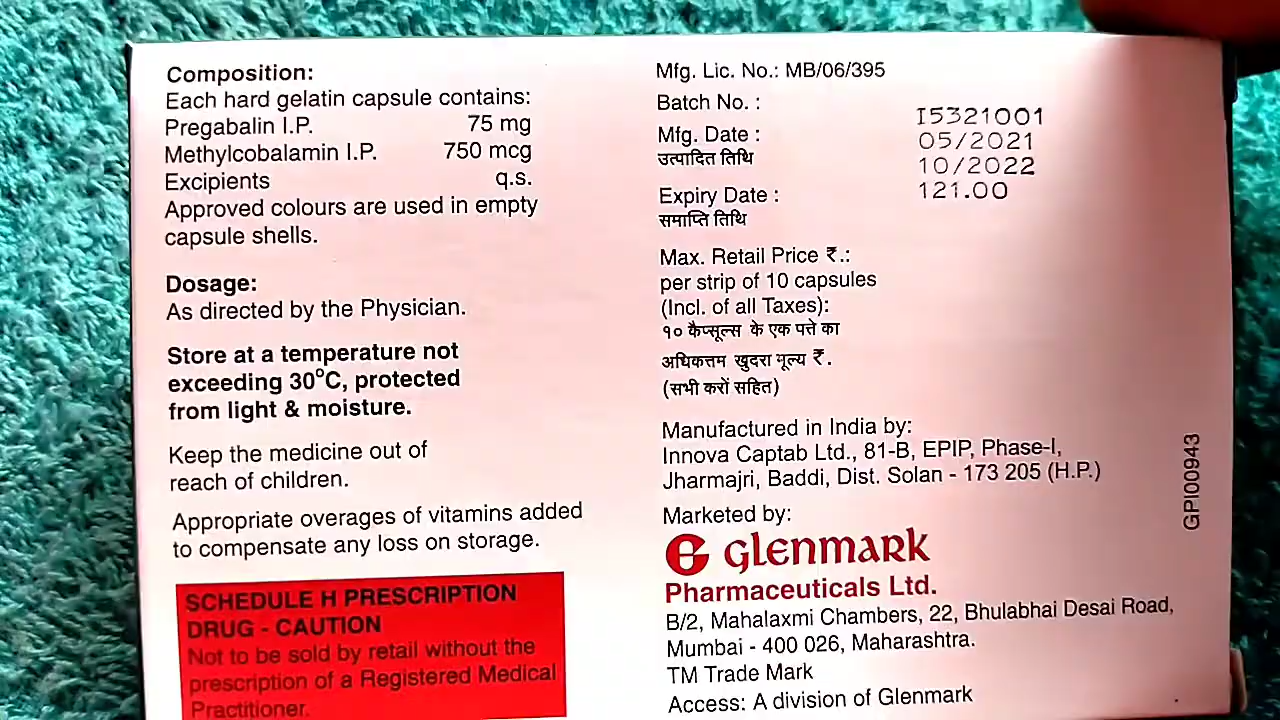 Composition:
Each hard gelatin capsule contains:
Pregabalin I.P. 75 mg
Methylcobalamin I.P. 750 mcg
Excipients q.s.
Approved colours are used in empty
capsule shells.
Dosage:
As directed by the Physician.
Store at a temperature not
exceeding 30°C, protected
from light & moisture.
Keep the medicine out of
reach of children.
Appropriate overages of vitamins added
to compensate any loss on storage.
SCHEDULE H PRESCRIPTION
DRUG - CAUTION
Not to be sold by retail without the
prescription of a Registered Medical
Practitioner.
Mfg. Lic. No.: MB/06/395
Batch No. :
Mfg. Date :
उत्पादित तिथि
Expiry Date :
समाप्ति तिथि
I5321001
05/2021
10/2022
121.00
Max. Retail Price ₹.:
per strip of 10 capsules
(Incl. of all Taxes):
१० कैप्सूल्स के एक पत्ते का
अधिकत्तम खुदरा मूल्य ₹.
(सभी करों सहित)
Manufactured in India by:
Innova Captab Ltd., 81-B, EPIP, Phase-I,
Jharmajri, Baddi, Dist. Solan - 173 205 (H.P.)
Marketed by:
G glenmark
Pharmaceuticals Ltd.
B/2, Mahalaxmi Chambers, 22, Bhulabhai Desai Road,
Mumbai - 400 026, Maharashtra.
TM Trade Mark
Access: A division of Glenmark
GPI00943